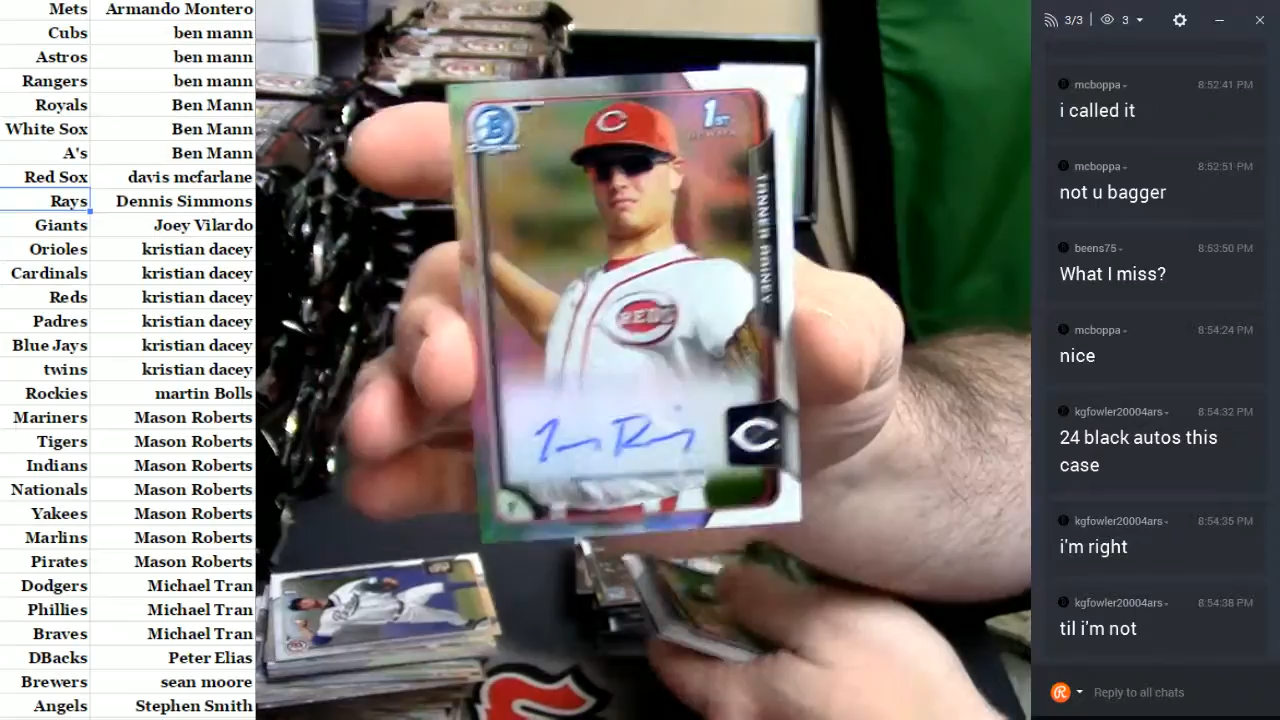 Mets Armando Montero
Cubs ben mann
Astros ben mann
Rangers ben mann
Royals Ben Mann
White Sox Ben Mann
A's Ben Mann
Red Sox davis mcfarlane
Rays Dennis Simmons
Giants Joey Vilardo
Orioles kristian dacey
Cardinals kristian dacey
Reds kristian dacey
Padres kristian dacey
Blue Jays kristian dacey
twins kristian dacey
Rockies martin Bolls
Mariners Mason Roberts
Tigers Mason Roberts
Indians Mason Roberts
Nationals Mason Roberts
Yakees Mason Roberts
Marlins Mason Roberts
Pirates Mason Roberts
Dodgers Michael Tran
Phillies Michael Tran
Braves Michael Tran
DBacks Peter Elias
Brewers sean moore
Angels Stephen Smith
B
1ST
BOWMAN
TANNER RAINEY
C
REDS
C
3/3 3
mcboppa 8:52:41 PM
i called it
mcboppa 8:52:51 PM
not u bagger
beens75 8:53:50 PM
What I miss?
mcboppa 8:54:24 PM
nice
kgfowler20004ars 8:54:32 PM
24 black autos this
case
kgfowler20004ars 8:54:35 PM
i'm right
kgfowler20004ars 8:54:38 PM
til i'm not
Reply to all chats